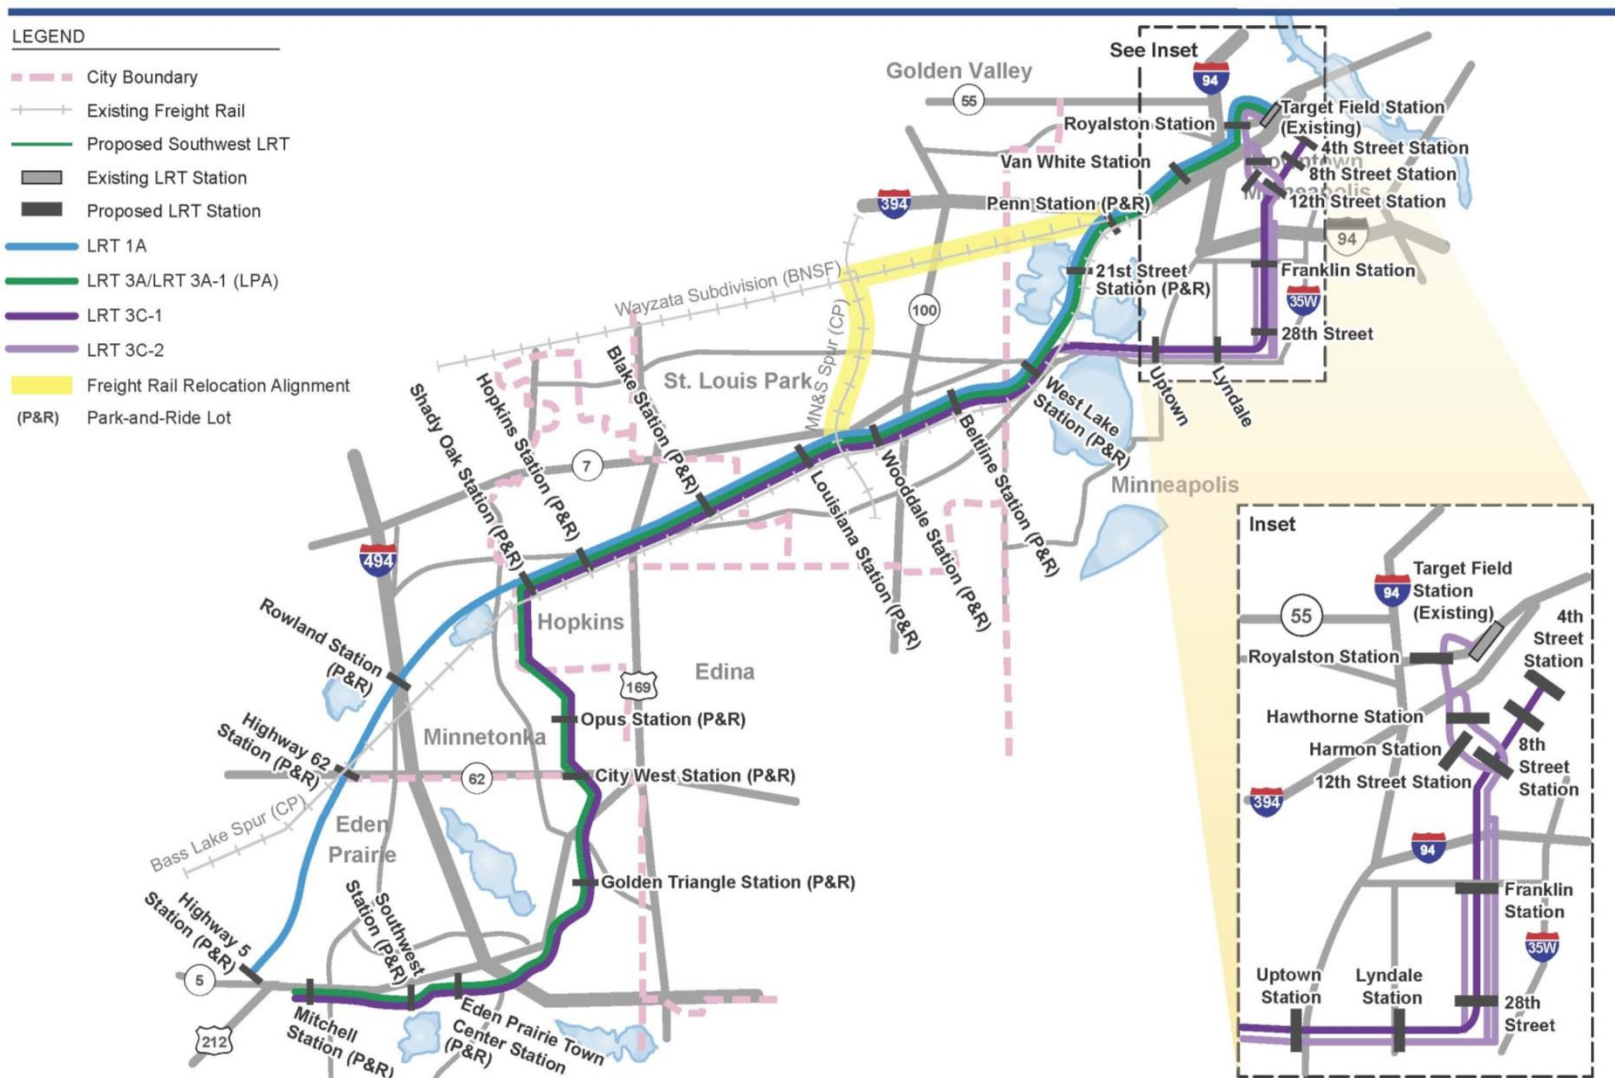 LEGEND
City Boundary
Existing Freight Rail
Proposed Southwest LRT
Existing LRT Station
Proposed LRT Station
LRT 1A
LRT 3A/LRT 3A-1 (LPA)
LRT 3C-1
LRT 3C-2
Freight Rail Relocation Alignment
(P&R)
Park-and-Ride Lot
See Inset
94
Golden Valley
55
Target Field Station
(Existing)
Royalston Station
4th Street Station
Van White Station
Downtown
8th Street Station
Minneapolis
12th Street Station
394
Penn Station (P&R)
94
21st Street
Station (P&R)
Franklin Station
Wayzata Subdivision (BNSF)
35W
100
MN&S Spur (CP)
28th Street
Uptown
Lyndale
St. Louis Park
Blake Station (P&R)
Hopkins Station (P&R)
Shady Oak Station (P&R)
West Lake
Station (P&R)
Beltline Station (P&R)
Wooddale Station (P&R)
Louisiana Station (P&R)
7
Minneapolis
494
Rowland Station
(P&R)
Hopkins
Edina
169
Opus Station (P&R)
Minnetonka
Highway 62
Station (P&R)
62
City West Station (P&R)
Bass Lake Spur (CP)
Eden
Prairie
Golden Triangle Station (P&R)
Highway 5
Station (P&R)
Southwest
Station (P&R)
5
212
Mitchell
Station (P&R)
Eden Prairie Town
Center Station
(P&R)
Inset
94
Target Field
Station
(Existing)
55
4th
Street
Station
Royalston Station
Hawthorne Station
Harmon Station
12th Street Station
8th
Street
Station
394
94
Franklin
Station
35W
Uptown
Station
Lyndale
Station
28th
Street